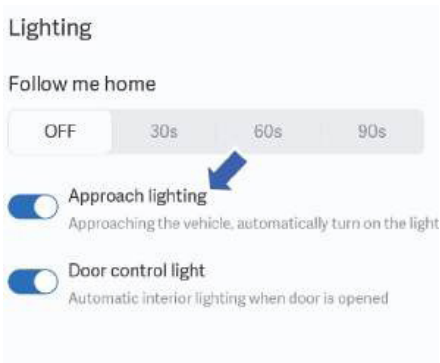 Lighting
Follow me home
OFF 30s 60s 90s
Approach lighting
Approaching the vehicle, automatically turn on the light
Door control light
Automatic interior lighting when door is opened